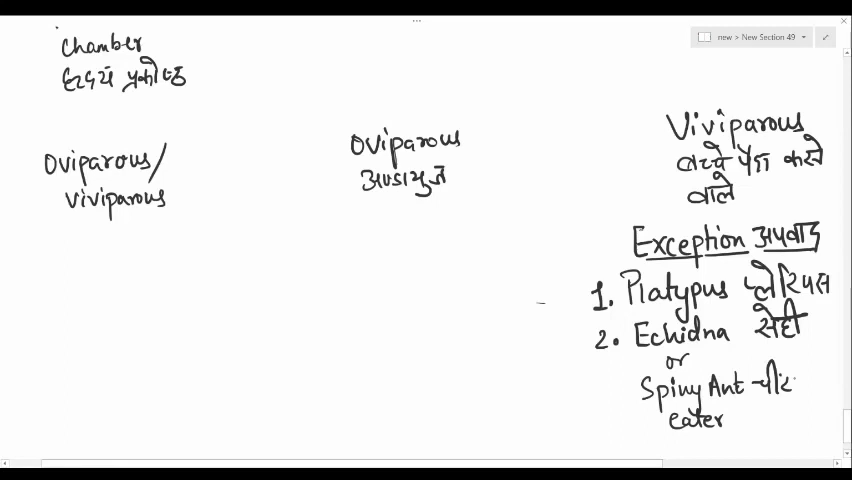 new > New Section 49
Chamber
हृदय प्रकोष्ठ
Oviparous/
viviparous
Oviparous
अण्डायुज
Viviparous
बच्चे पैदा करने
वाले
Exception अपवाद
1. Platypus प्लेटिपस
2. Echidna सेही
or
Spiny Ant
eater